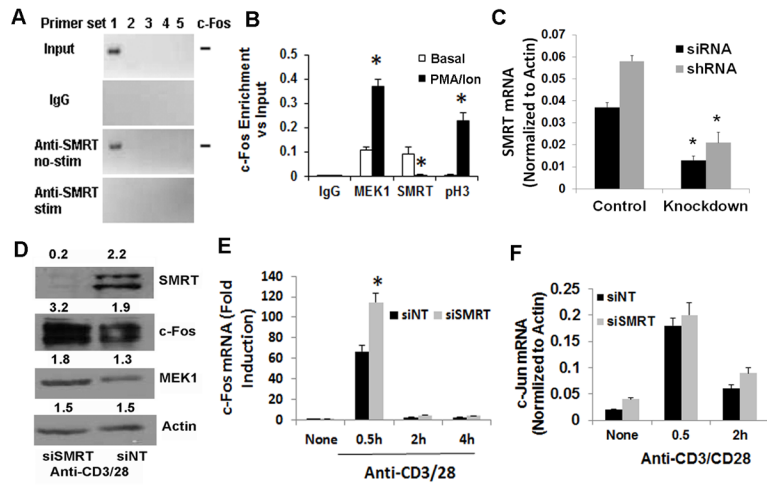 A
Primer set 1 2 3 4 5 c-Fos
Input
IgG
Anti-SMRT
no-stim
Anti-SMRT
stim
B
c-Fos Enrichment
vs Input
0.5
0.4
0.3
0.2
0.1
0
Basal
PMA/Ion
*
*
*
IgG MEK1 SMRT pH3
C
SMRT mRNA
(Normalized to Actin)
0.07
0.06
0.05
0.04
0.03
0.02
0.01
0
siRNA
shRNA
*
*
Control Knockdown
D
0.2 2.2
SMRT
3.2 1.9
c-Fos
1.8 1.3
MEK1
1.5 1.5
Actin
siSMRT siNT
Anti-CD3/28
E
c-Fos mRNA (Fold
Induction)
140
120
100
80
60
40
20
0
*
siNT siSMRT
None 0.5h 2h 4h
Anti-CD3/28
F
c-Jun mRNA
(Normlized to Actin)
0.25
0.2
0.15
0.1
0.05
0
siNT
siSMRT
None 0.5 2h
Anti-CD3/CD28